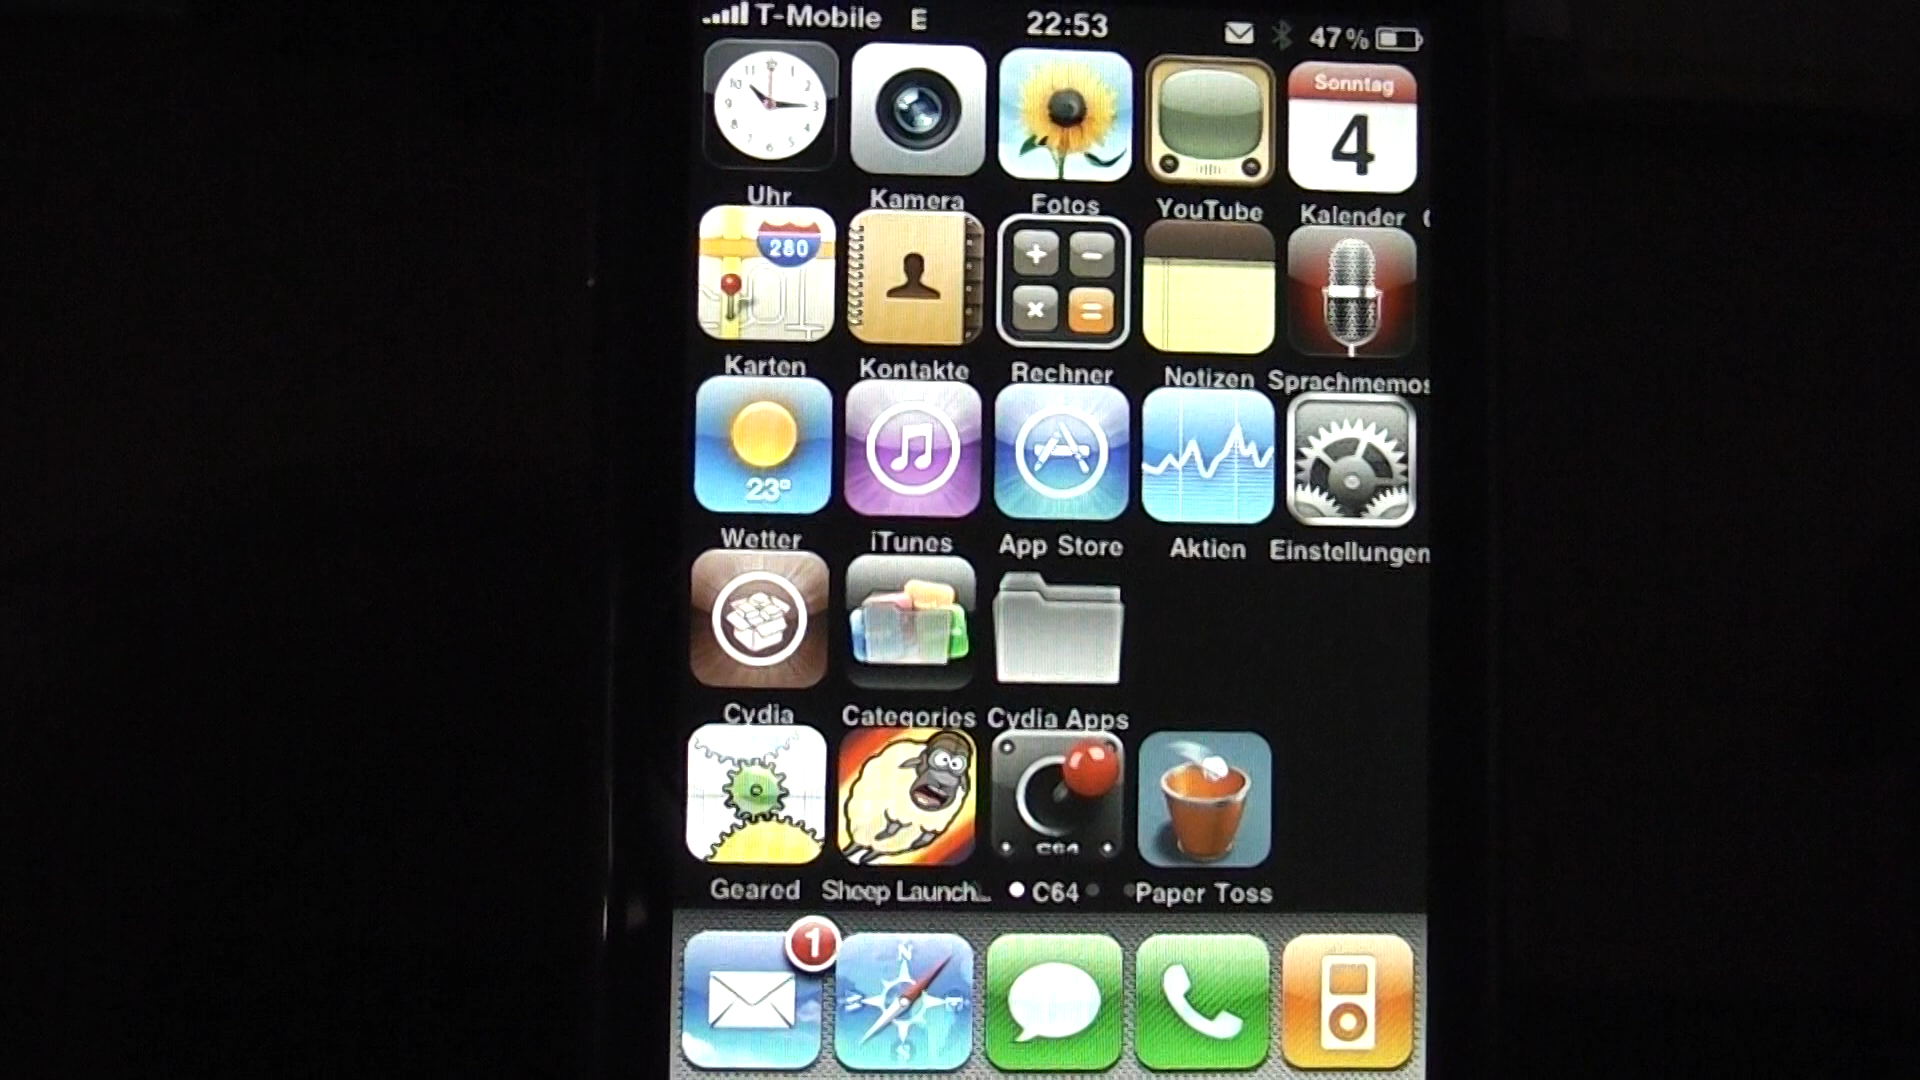 T-Mobile E 22:53 47%
Sonntag
4
Uhr Kamera Fotos YouTube Kalender
280
Karten Kontakte Rechner Notizen Sprachmemos
23°
Wetter iTunes App Store Aktien Einstellungen
Cydia Categories Cydia Apps
C64
Geared Sheep Launch... C64 Paper Toss
1
N
S